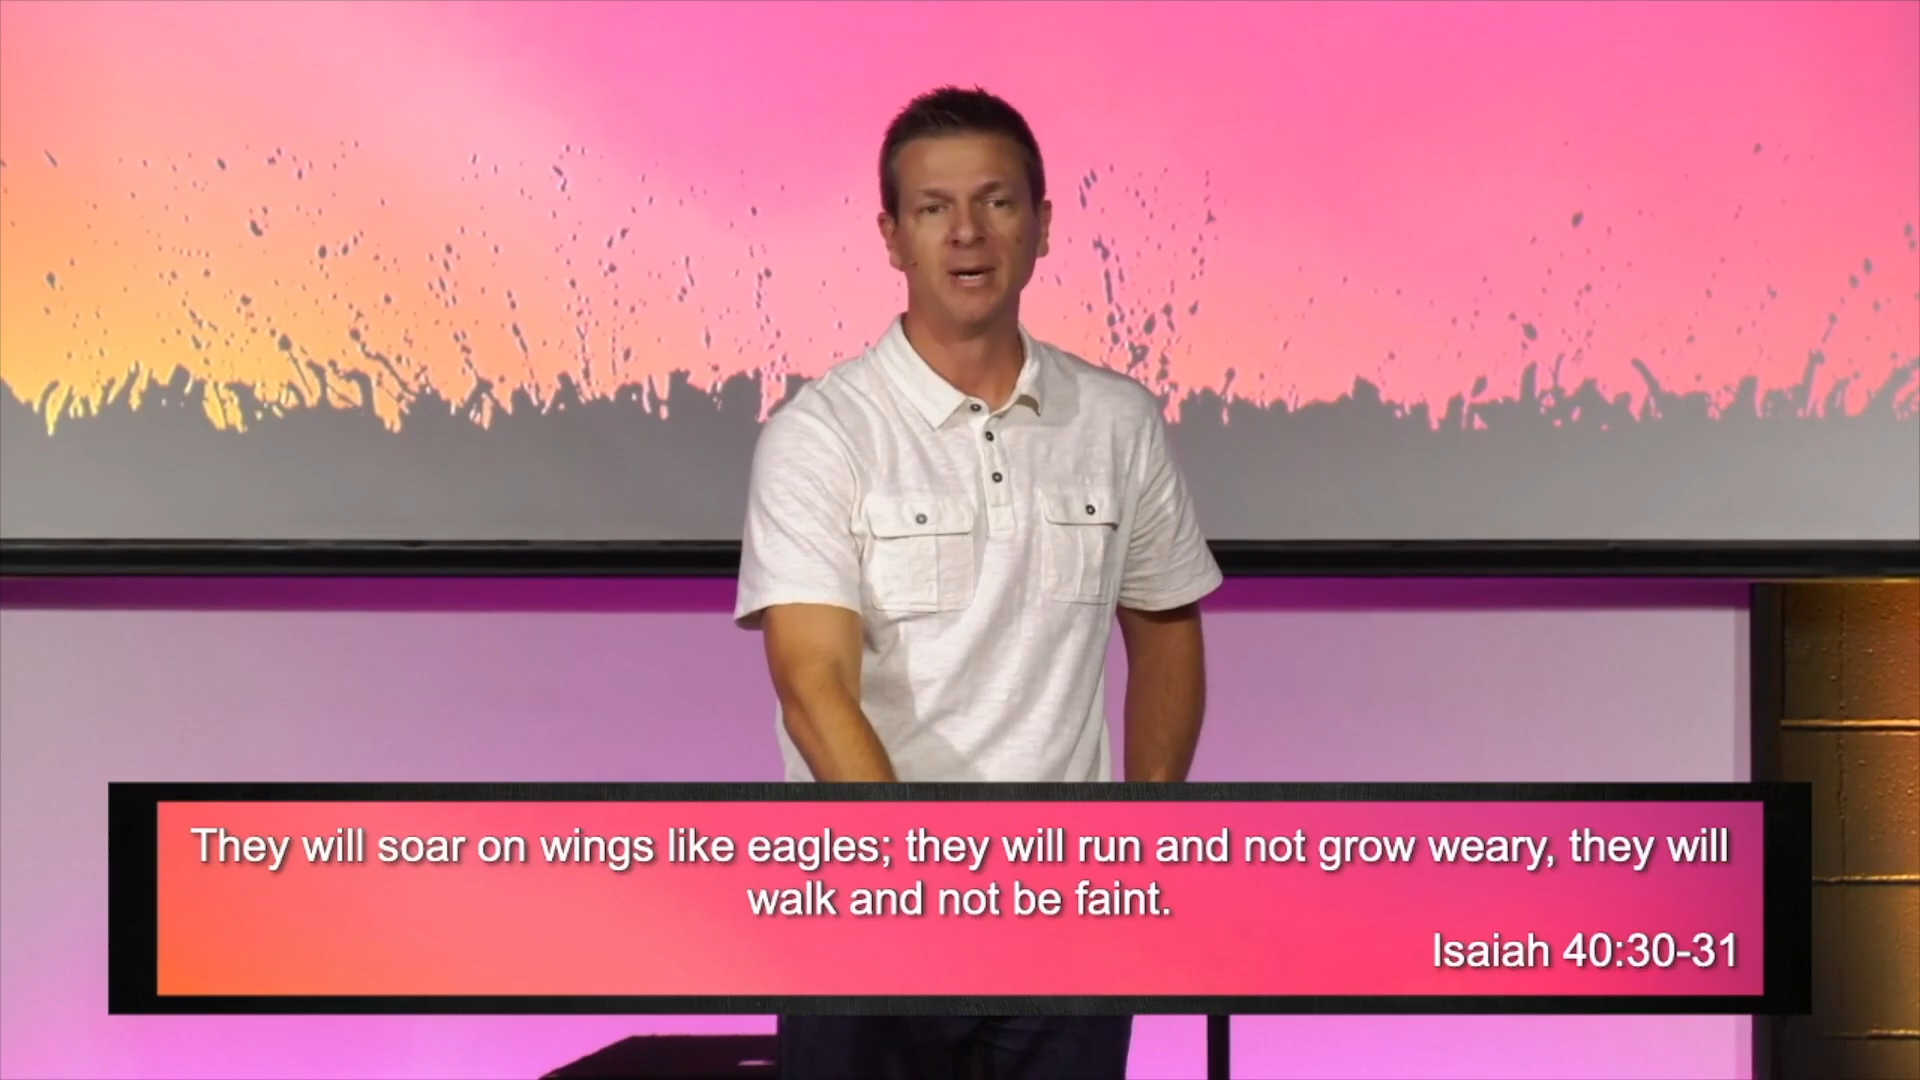 They will soar on wings like eagles; they will run and not grow weary, they will
walk and not be faint.
Isaiah 40:30-31